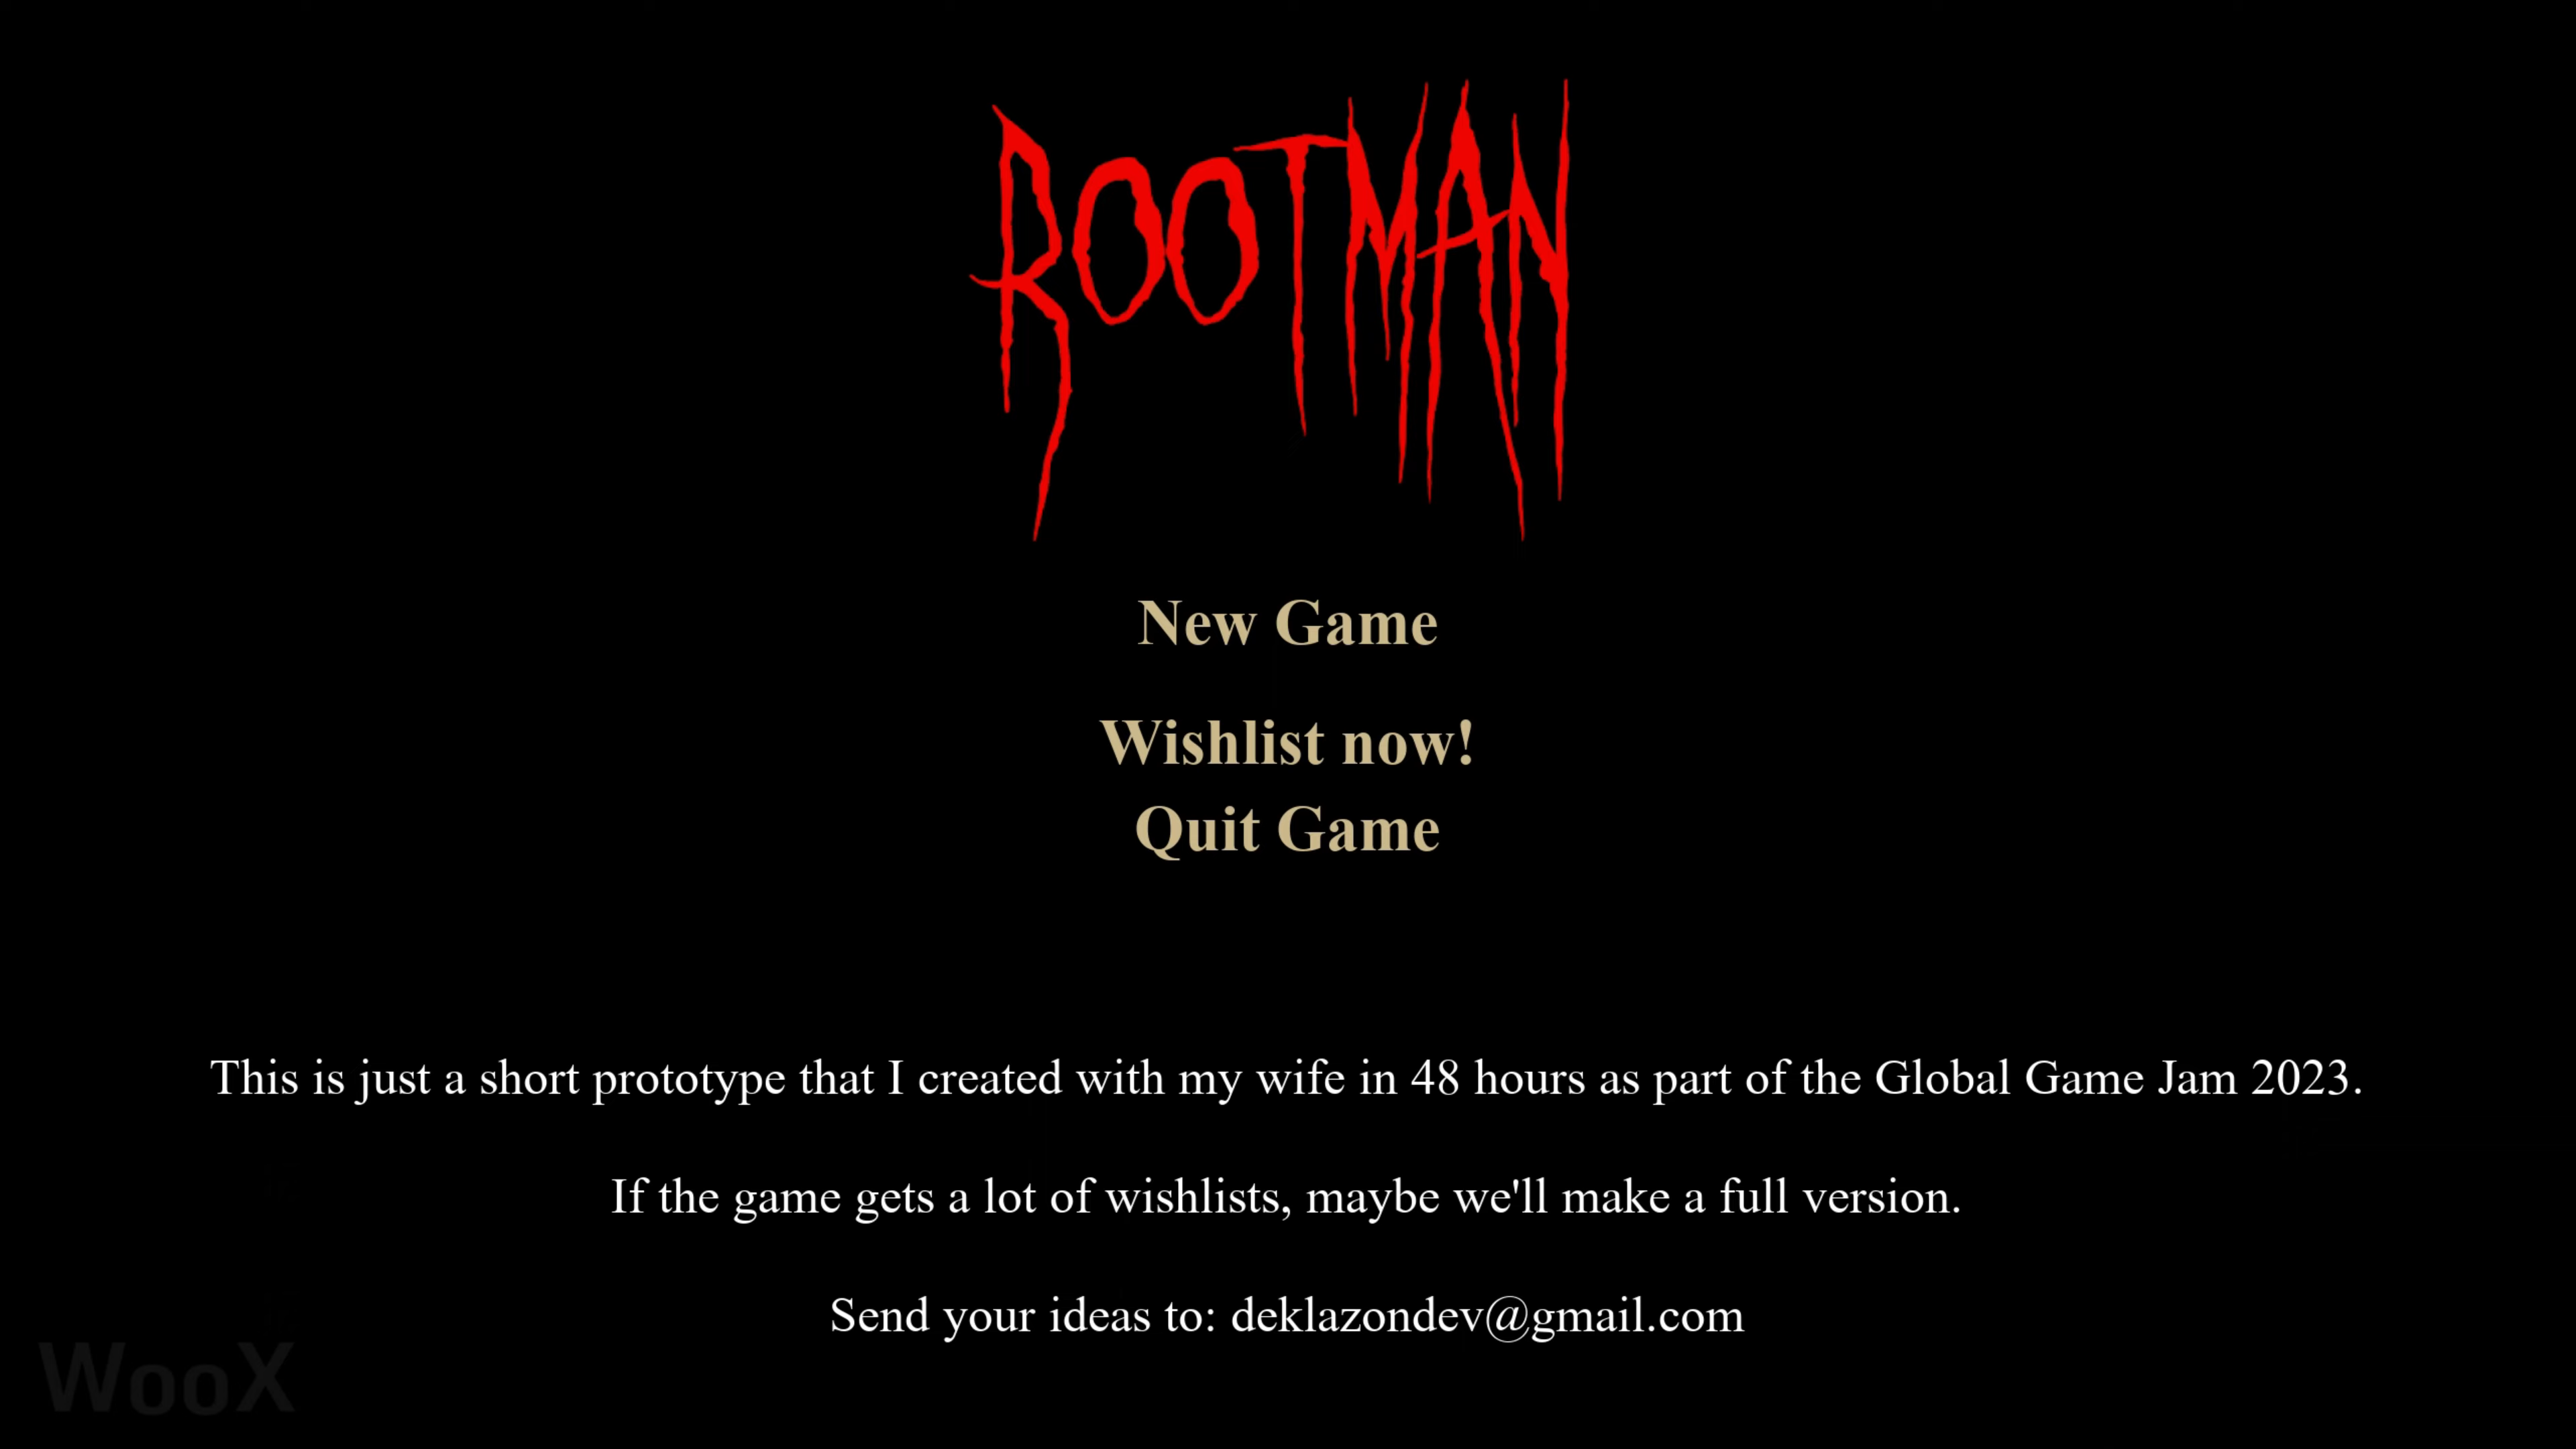 ROOTMAN
New Game
Wishlist now!
Quit Game
This is just a short prototype that I created with my wife in 48 hours as part of the Global Game Jam 2023.
If the game gets a lot of wishlists, maybe we'll make a full version.
Send your ideas to: deklazondev@gmail.com
WooX